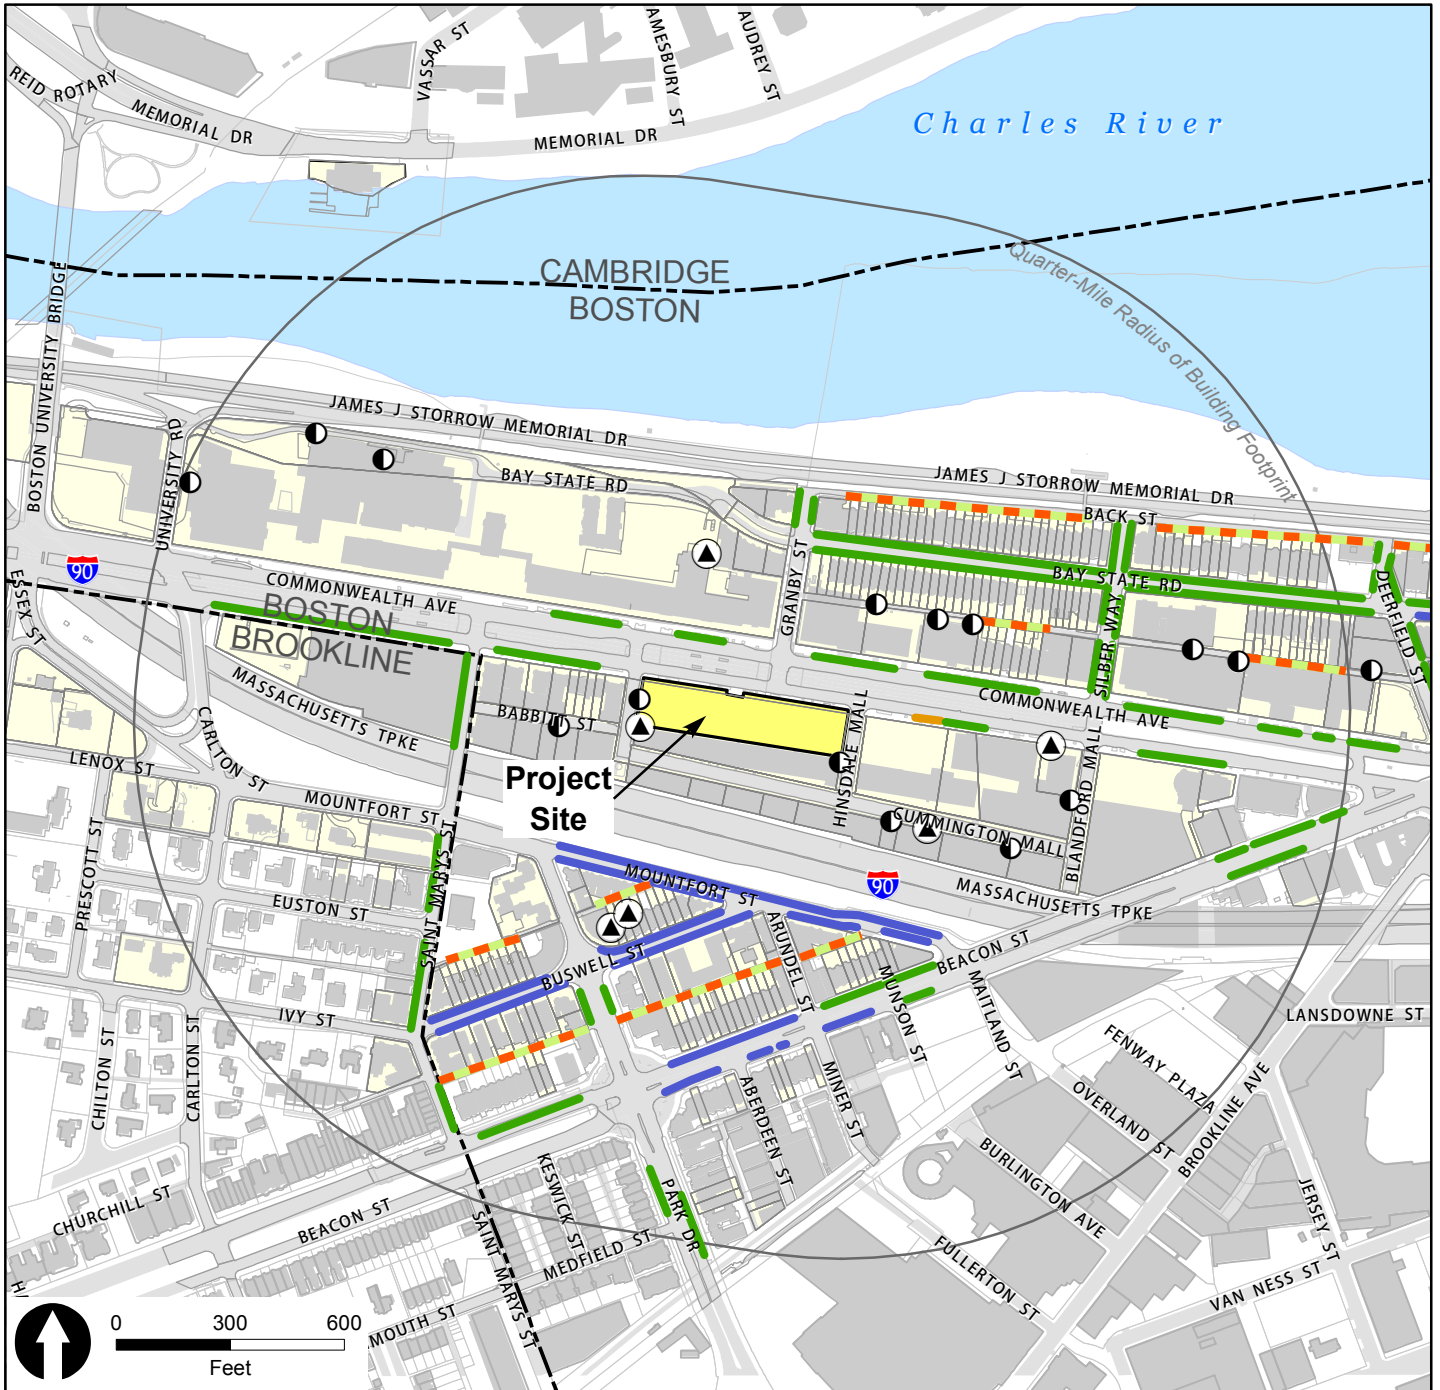 REID ROTARY
MEMORIAL DR
VASSAR ST
AMESBURY ST
AUDREY ST
MEMORIAL DR
Charles River
CAMBRIDGE
BOSTON
Quarter-Mile Radius of Building Footprint
BOSTON UNIVERSITY BRIDGE
UNIVERSITY RD
JAMES J STORROW MEMORIAL DR
BAY STATE RD
JAMES J STORROW MEMORIAL DR
BACK ST
BAY STATE RD
GRANBY ST
SILBER WAY
DEERFIELD ST
90
ESSEX ST
COMMONWEALTH AVE
BOSTON
BROOKLINE
MASSACHUSETTS TPKE
COMMONWEALTH AVE
BABBITT ST
Project
Site
HINSDALE MALL
BLANDFORD MALL
CUMMINGTON MALL
LENOX ST
CARLTON ST
MOUNTFORT ST
PRESCOTT ST
EUSTON ST
SAINT MARYS ST
MOUNTFORT ST
90
MASSACHUSETTS TPKE
BUSWELL ST
ARUNDEL ST
BEACON ST
MUNSON ST
MAITLAND ST
IVY ST
CHILTON ST
CARLTON ST
LANSDOWNE ST
FENWAY PLAZA
OVERLAND ST
BROOKLINE AVE
MINER ST
ABERDEEN ST
BURLINGTON AVE
CHURCHILL ST
BEACON ST
KESWICK ST
PARK DR
SAINT MARYS ST
MEDFIELD ST
FULLERTON ST
JERSEY ST
VAN NESS ST
MOUTH ST
0 300 600
Feet